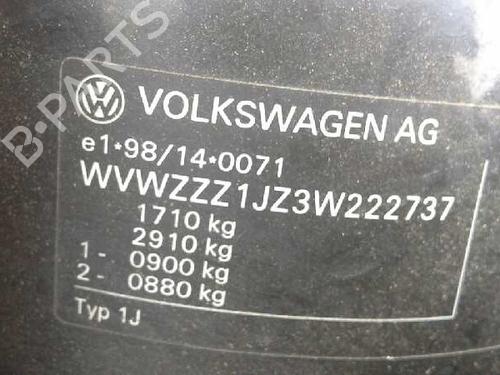 B-PARTS
VOLKSWAGEN AG
e1*98/14*0071
WVWZZZ1JZ3W222737
1710 kg
2910 kg
1 - 0900 kg
2 - 0880 kg
Typ 1J